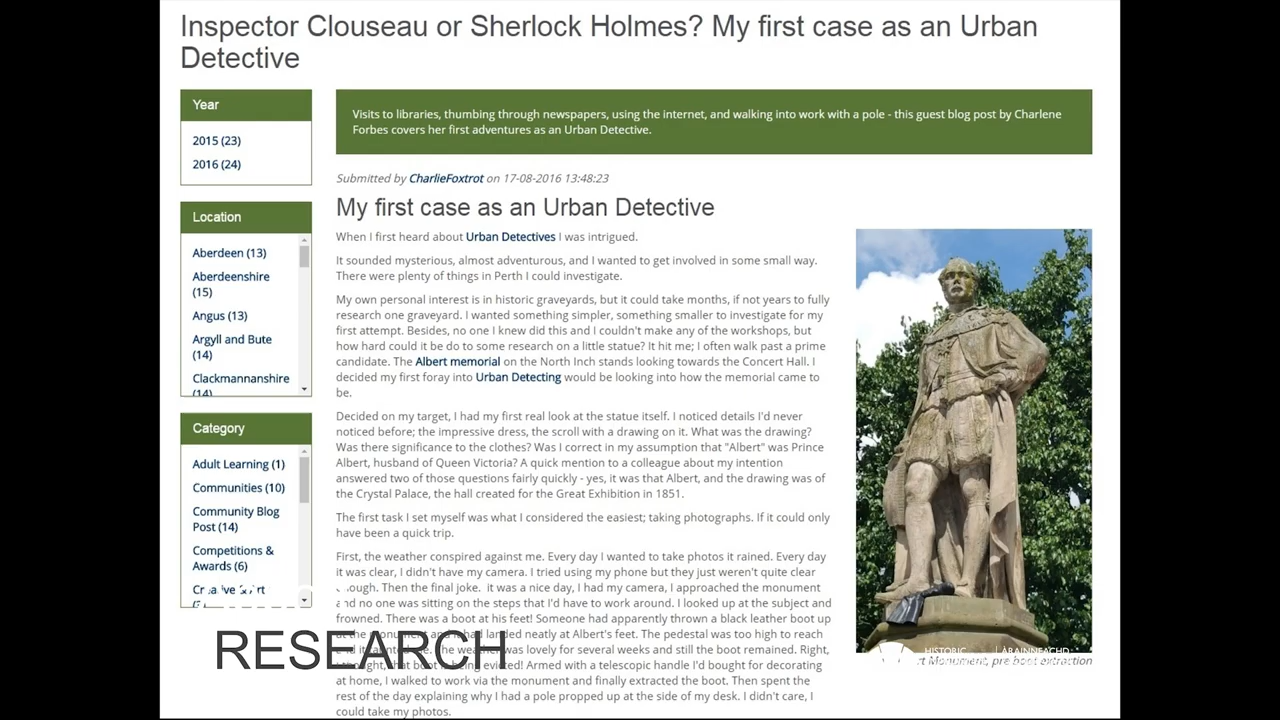 Inspector Clouseau or Sherlock Holmes? My first case as an Urban
Detective
Year
2015 (23)
2016 (24)
Location
Aberdeen (13)
Aberdeenshire
(15)
Angus (13)
Argyll and Bute
(14)
Clackmannanshire
(14)
Category
Adult Learning (1)
Communities (10)
Community Blog
Post (14)
Competitions &
Awards (6)
Creative & Art
Visits to libraries, thumbing through newspapers, using the internet, and walking into work with a pole - this guest blog post by Charlene
Forbes covers her first adventures as an Urban Detective.
Submitted by CharlieFoxtrot on 17-08-2016 13:48:23
My first case as an Urban Detective
When I first heard about Urban Detectives I was intrigued.
It sounded mysterious, almost adventurous, and I wanted to get involved in some small way.
There were plenty of things in Perth I could investigate.
My own personal interest is in historic graveyards, but it could take months, if not years to fully
research one graveyard. I wanted something simpler, something smaller to investigate for my
first attempt. Besides, no one I knew did this and I couldn't make any of the workshops, but
how hard could it be do to some research on a little statue? It hit me; I often walk past a prime
candidate. The Albert memorial on the North Inch stands looking towards the Concert Hall. I
decided my first foray into Urban Detecting would be looking into how the memorial came to
be.
Decided on my target, I had my first real look at the statue itself. I noticed details I'd never
noticed before; the impressive dress, the scroll with a drawing on it. What was the drawing?
Was there significance to the clothes? Was I correct in my assumption that "Albert" was Prince
Albert, husband of Queen Victoria? A quick mention to a colleague about my intention
answered two of those questions fairly quickly - yes, it was that Albert, and the drawing was of
the Crystal Palace, the hall created for the Great Exhibition in 1851.
The first task I set myself was what I considered the easiest; taking photographs. If it could only
have been a quick trip.
First, the weather conspired against me. Every day I wanted to take photos it rained. Every day
it was clear, I didn't have my camera. I tried using my phone but they just weren't quite clear
enough. Then the final joke. it was a nice day, I had my camera, I approached the monument
and no one was sitting on the steps that I'd have to work around. I looked up at the subject and
frowned. There was a boot at his feet! Someone had apparently thrown a black leather boot up
at the monument and it had landed neatly at Albert's feet. The pedestal was too high to reach
and it The weather was lovely for several weeks and still the boot remained. Right,
I thought, that boot is being evicted! Armed with a telescopic handle I'd bought for decorating
at home, I walked to work via the monument and finally extracted the boot. Then spent the
rest of the day explaining why I had a pole propped up at the side of my desk. I didn't care, I
could take my photos.
RESEARCH
HISTORIC | ÀRAINNEACHD
Monument, pre boot extraction